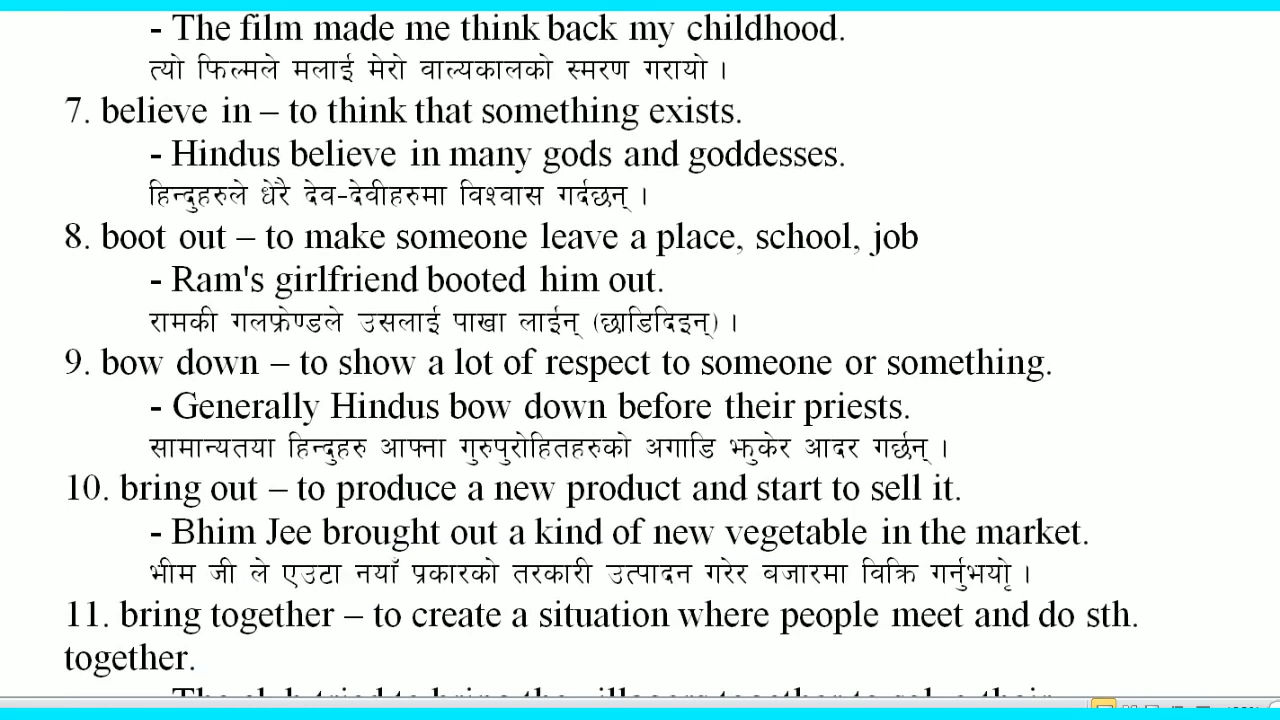 - The film made me think back my childhood.
त्यो फिल्मले मलाई मेरो वाल्यकालको स्मरण गरायो ।
7. believe in – to think that something exists.
- Hindus believe in many gods and goddesses.
हिन्दुहरुले धेरै देव-देवीहरुमा विश्वास गर्दछन् ।
8. boot out – to make someone leave a place, school, job
- Ram's girlfriend booted him out.
रामकी गलफ्रेण्डले उसलाई पाखा लाईन् (छाडिदिइन्) ।
9. bow down – to show a lot of respect to someone or something.
- Generally Hindus bow down before their priests.
सामान्यतया हिन्दुहरु आफ्ना गुरुपुरोहितहरुको अगाडि झुकेर आदर गर्छन् ।
10. bring out – to produce a new product and start to sell it.
- Bhim Jee brought out a kind of new vegetable in the market.
भीम जी ले एउटा नयाँ प्रकारको तरकारी उत्पादन गरेर बजारमा विक्रि गर्नुभयो ।
11. bring together – to create a situation where people meet and do sth.
together.